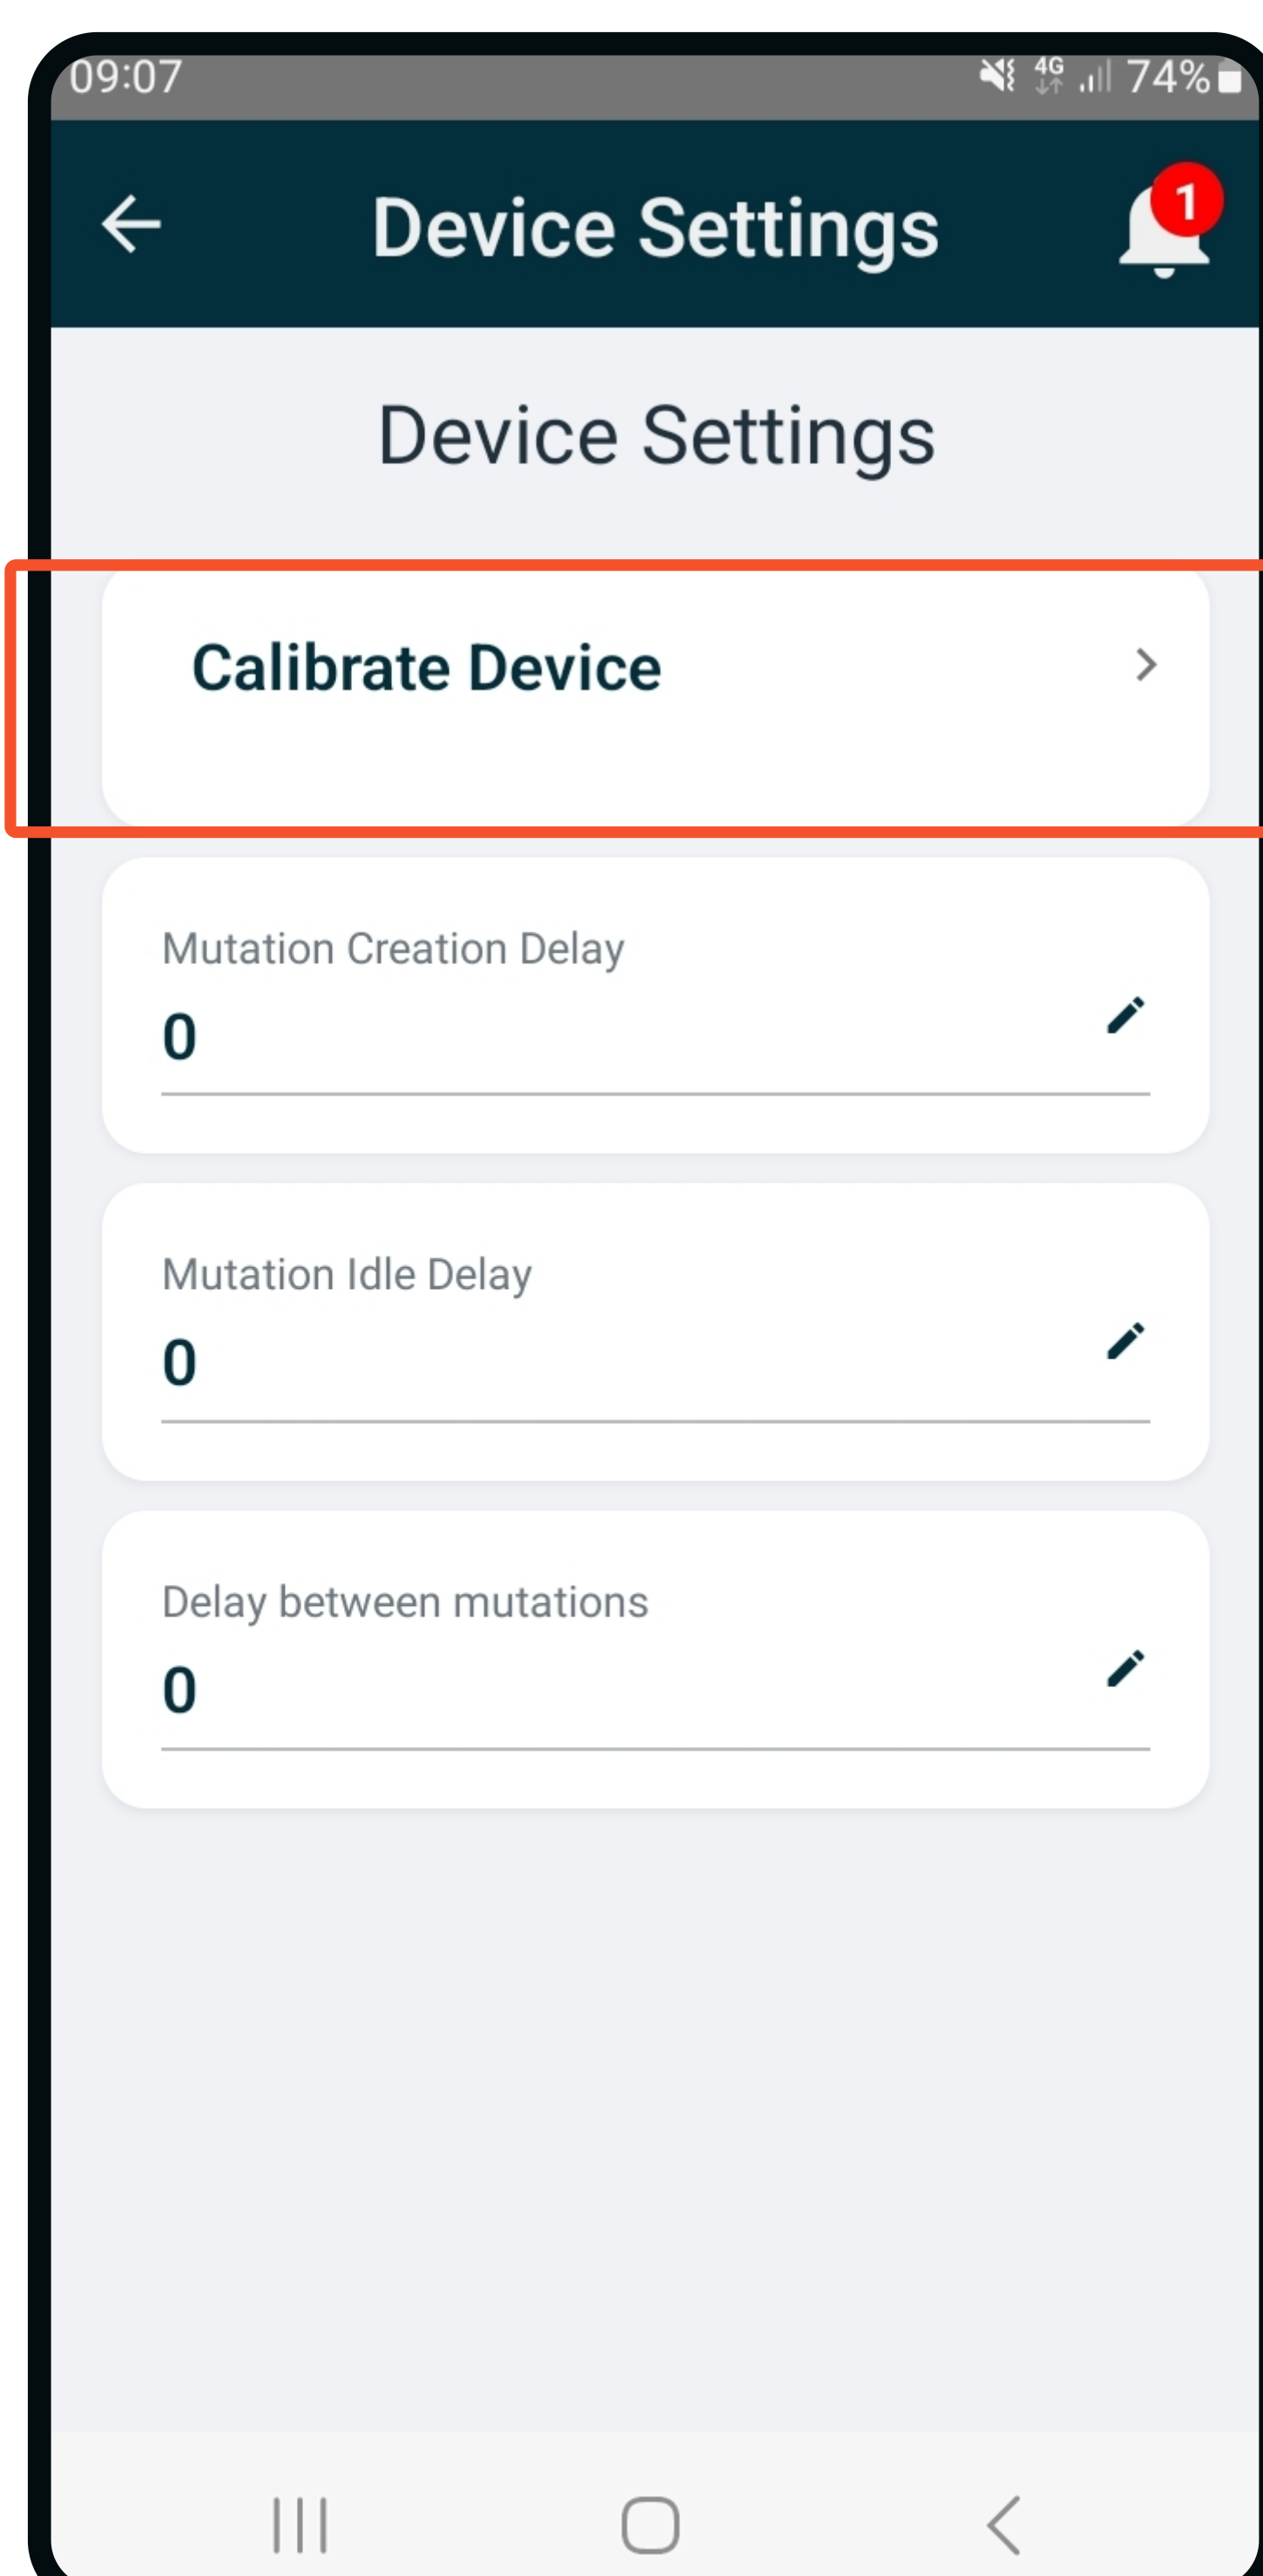 09:07
4G 74%
Device Settings
1
Device Settings
Calibrate Device
Mutation Creation Delay
0
Mutation Idle Delay
0
Delay between mutations
0